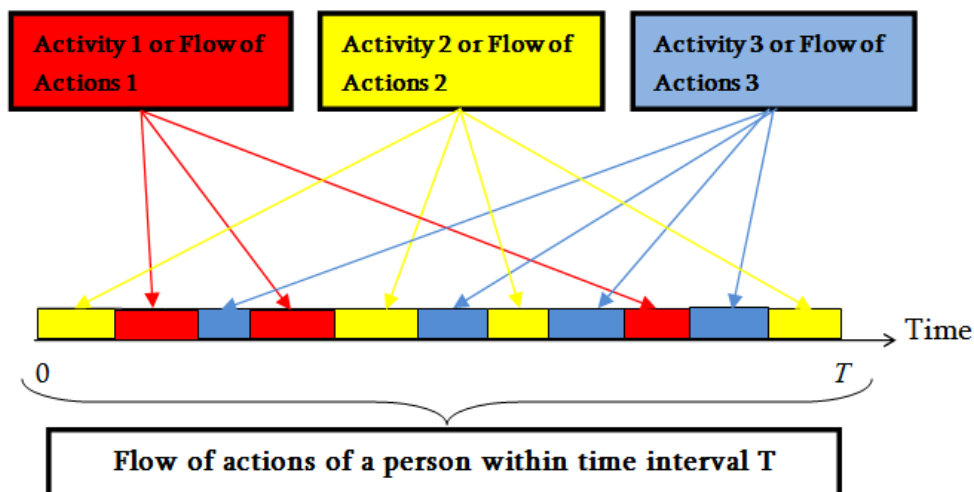 Activity 1 or Flow of
Actions 1
Activity 2 or Flow of
Actions 2
Activity 3 or Flow of
Actions 3
Time
0
T
Flow of actions of a person within time interval T